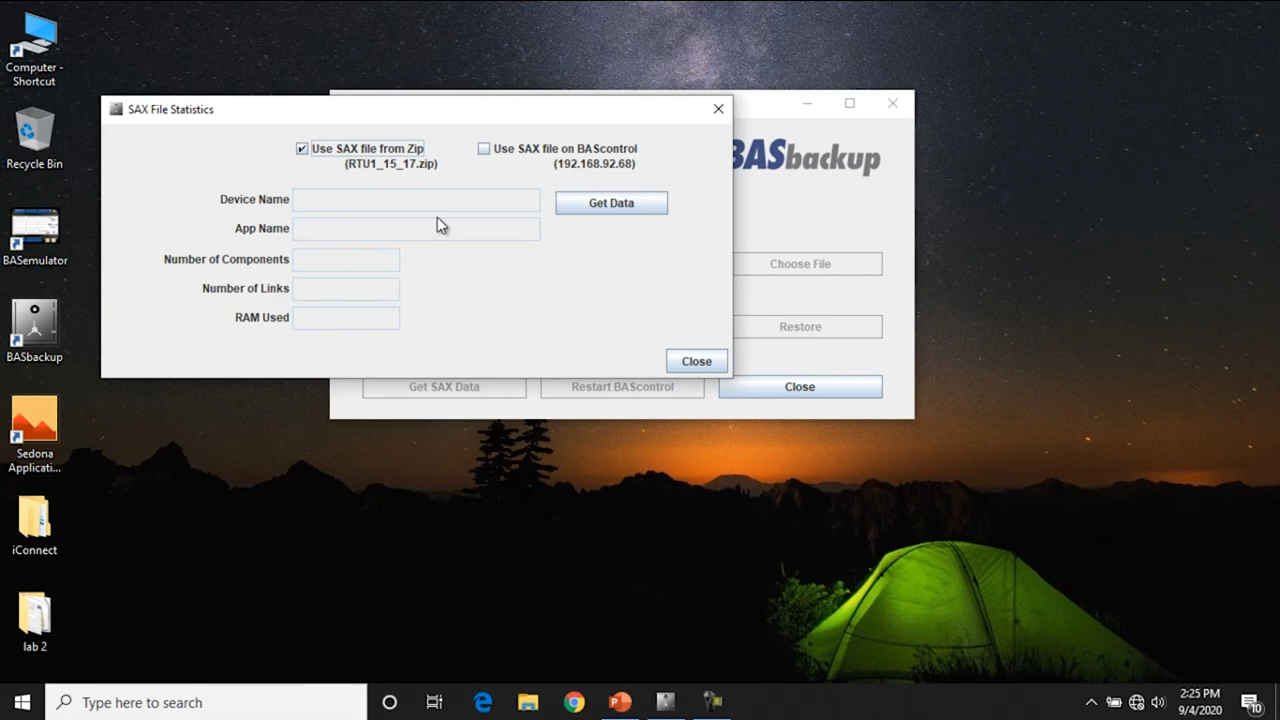 Computer -
Shortcut
Recycle Bin
BASemulator
BASbackup
Sedona
Applicati...
iConnect
lab 2
SAX File Statistics
Use SAX file from Zip
(RTU1_15_17.zip)
Use SAX file on BAScontrol
(192.168.92.68)
Device Name
Get Data
App Name
Number of Components
Number of Links
RAM Used
Close
BASbackup
Choose File
Restore
Get SAX Data
Restart BAScontrol
Close
Type here to search
2:25 PM
9/4/2020
10